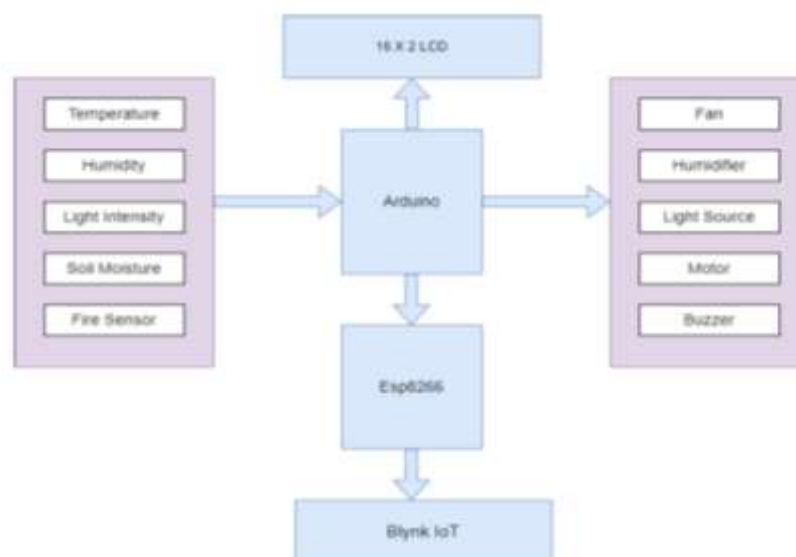 16 X 2 LCD
Temperature
Humidity
Light Intensity
Soil Moisture
Fire Sensor
Arduino
Fan
Humidifier
Light Source
Motor
Buzzer
Esp8266
Blynk IoT